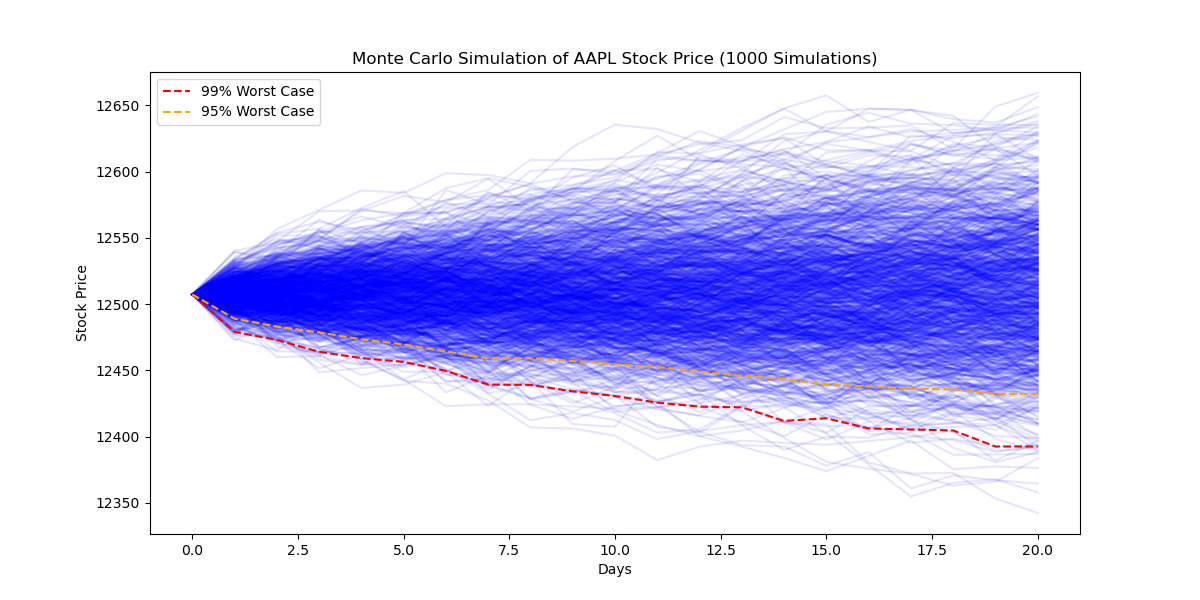 Monte Carlo Simulation of AAPL Stock Price (1000 Simulations)
99% Worst Case
95% Worst Case
Stock Price
12650
12600
12550
12500
12450
12400
12350
0.0 2.5 5.0 7.5 10.0 12.5 15.0 17.5 20.0
Days